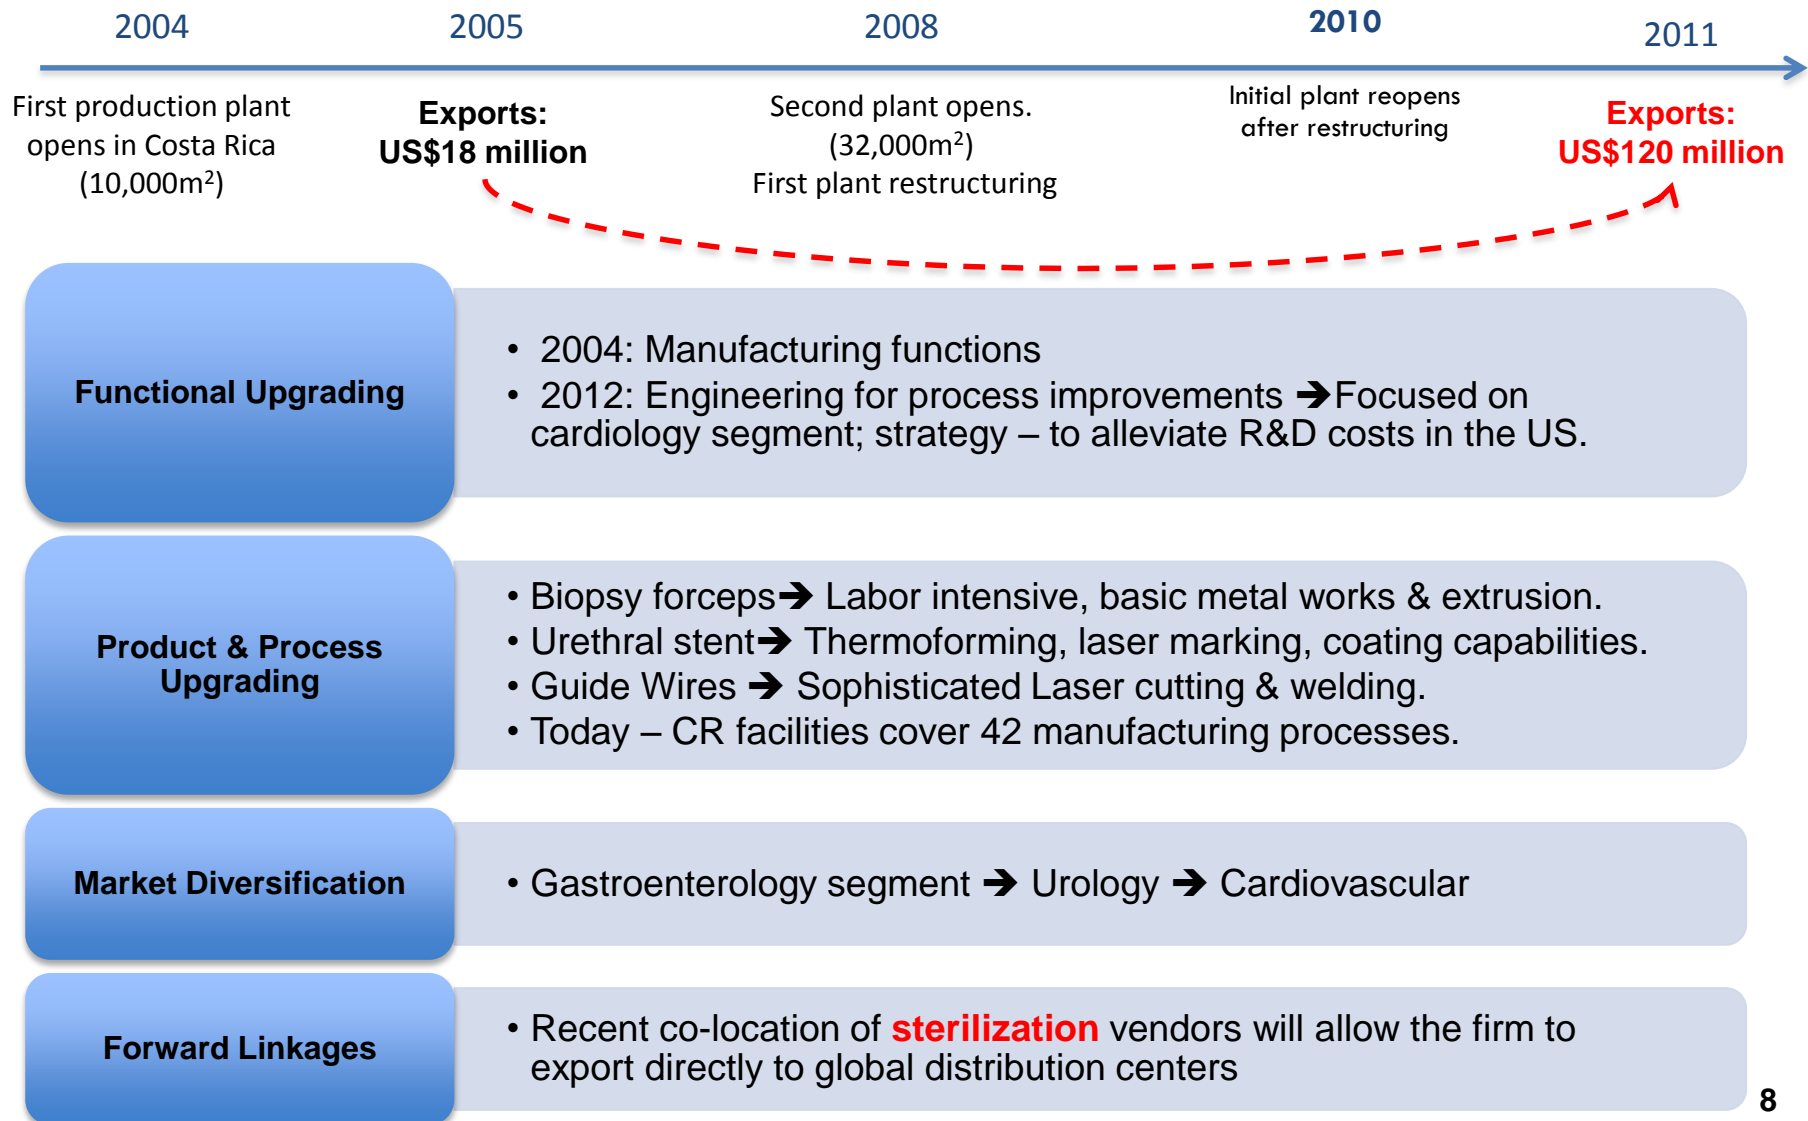 2004
2005
2008
2010
2011
First production plant
opens in Costa Rica
(10,000m²)
Exports:
US$18 million
Second plant opens.
(32,000m²)
First plant restructuring
Initial plant reopens
after restructuring
Exports:
US$120 million
Functional Upgrading
• 2004: Manufacturing functions
• 2012: Engineering for process improvements ➔Focused on
cardiology segment; strategy – to alleviate R&D costs in the US.
Product & Process
Upgrading
• Biopsy forceps➔ Labor intensive, basic metal works & extrusion.
• Urethral stent➔ Thermoforming, laser marking, coating capabilities.
• Guide Wires ➔ Sophisticated Laser cutting & welding.
• Today – CR facilities cover 42 manufacturing processes.
Market Diversification
• Gastroenterology segment ➔ Urology ➔ Cardiovascular
Forward Linkages
• Recent co-location of sterilization vendors will allow the firm to
export directly to global distribution centers
8